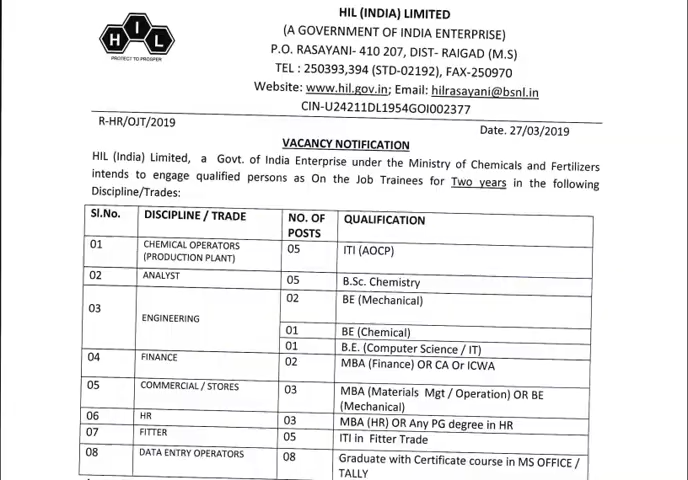 HIL (INDIA) LIMITED
(A GOVERNMENT OF INDIA ENTERPRISE)
P.O. RASAYANI- 410 207, DIST- RAIGAD (M.S)
TEL : 250393,394 (STD-02192), FAX-250970
Website: www.hil.gov.in; Email: hilrasayani@bsnl.in
CIN-U24211DL1954GOI002377
HIL
PROTECT TO PROSPER
R-HR/OJT/2019 Date. 27/03/2019
VACANCY NOTIFICATION
HIL (India) Limited, a Govt. of India Enterprise under the Ministry of Chemicals and Fertilizers
intends to engage qualified persons as On the Job Trainees for Two years in the following
Discipline/Trades:
Sl.No. DISCIPLINE / TRADE NO. OF POSTS QUALIFICATION
01 CHEMICAL OPERATORS (PRODUCTION PLANT) 05 ITI (AOCP)
02 ANALYST 05 B.Sc. Chemistry
03 ENGINEERING 02 BE (Mechanical)
01 BE (Chemical)
01 B.E. (Computer Science / IT)
04 FINANCE 02 MBA (Finance) OR CA Or ICWA
05 COMMERCIAL / STORES 03 MBA (Materials Mgt / Operation) OR BE
(Mechanical)
06 HR 03 MBA (HR) OR Any PG degree in HR
07 FITTER 05 ITI in Fitter Trade
08 DATA ENTRY OPERATORS 08 Graduate with Certificate course in MS OFFICE /
TALLY